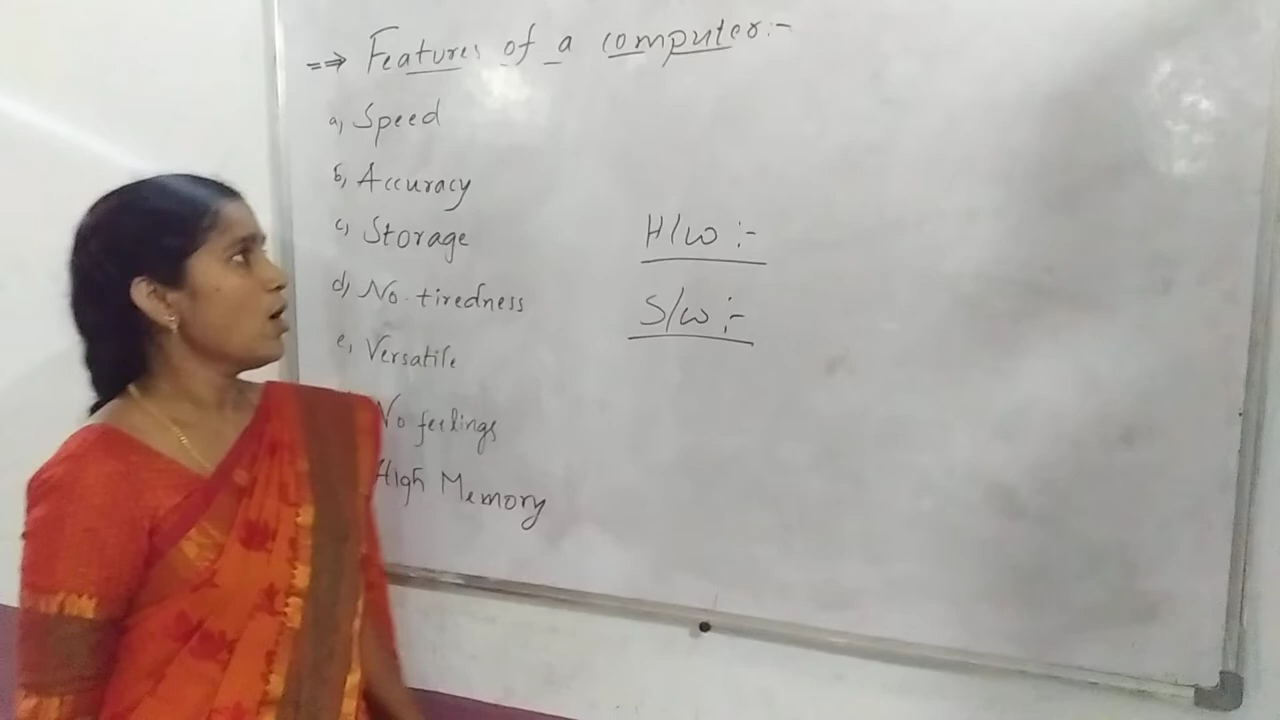 ⇒ Features of a computer:-
a, Speed
b, Accuracy
c, Storage
d, No tiredness
e, Versatile
No feelings
High Memory
H/w :-
S/w :-